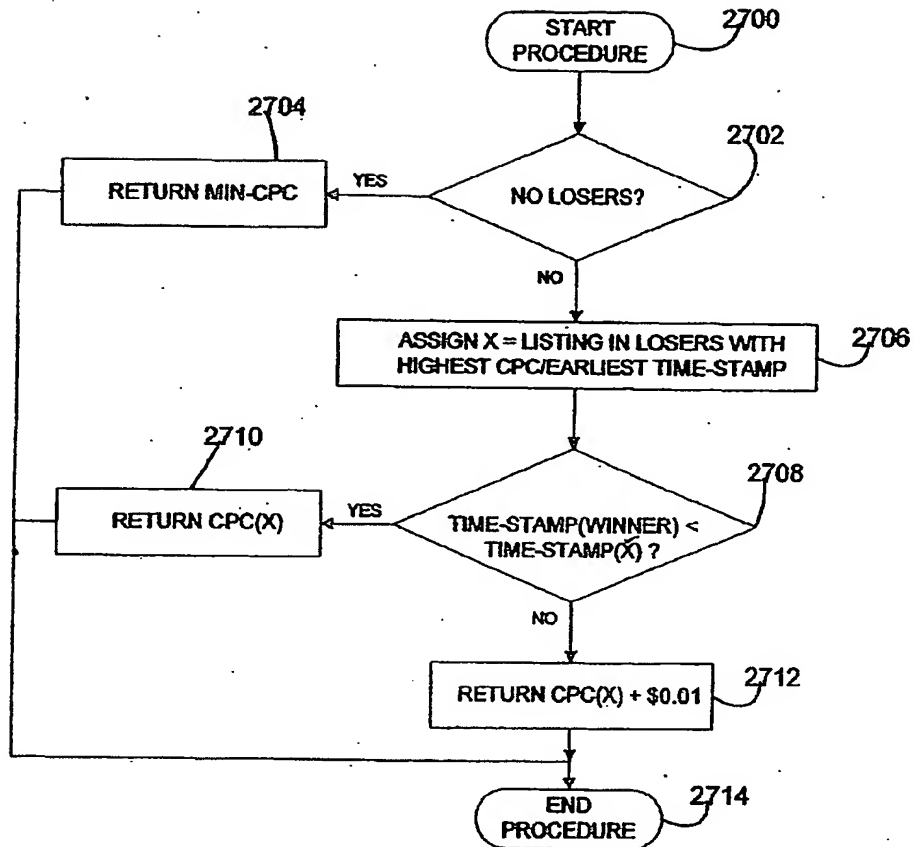 START
PROCEDURE
2700
2704
2702
RETURN MIN-CPC
YES
NO LOSERS?
NO
ASSIGN X = LISTING IN LOSERS WITH
HIGHEST CPC/EARLIEST TIME-STAMP
2706
2710
2708
RETURN CPC(X)
YES
TIME-STAMP(WINNER) <
TIME-STAMP(X) ?
NO
RETURN CPC(X) + $0.01
2712
END
PROCEDURE
2714